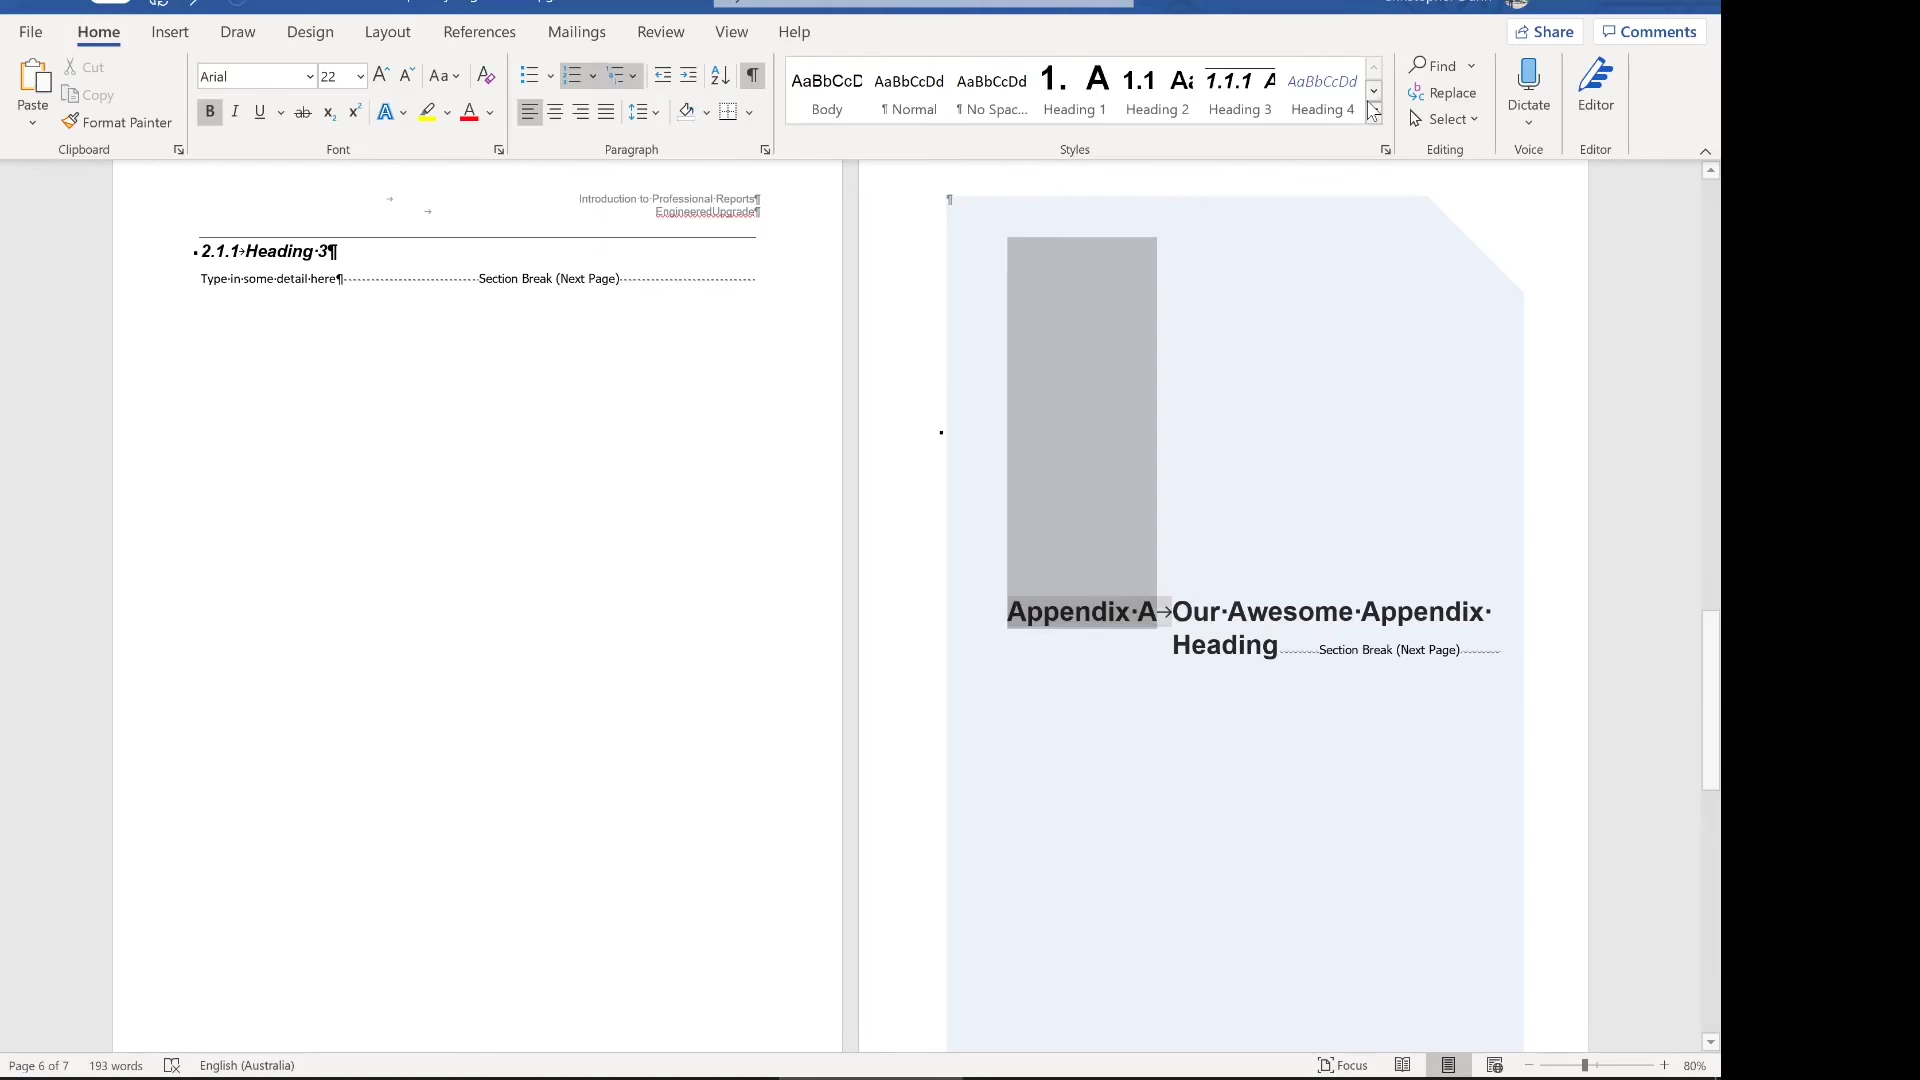 File Home Insert Draw Design Layout References Mailings Review View Help Share Comments
Paste
Cut
Copy
Format Painter
Clipboard
Arial 22
Font
Paragraph
AaBbCcD AaBbCcDd AaBbCcDd 1. A 1.1 Aa 1.1.1 A AaBbCcDd
Body ¶ Normal ¶ No Spac... Heading 1 Heading 2 Heading 3 Heading 4
Styles
Find
Replace
Select
Editing
Dictate
Voice
Editor
Editor
Introduction·to·Professional·Reports¶
EngineeredUpgrade¶
2.1.1→Heading·3¶
Type·in·some·detail·here¶ Section Break (Next Page)
¶
Appendix·A→Our·Awesome·Appendix·
Heading Section Break (Next Page)
Page 6 of 7 193 words English (Australia) Focus 80%